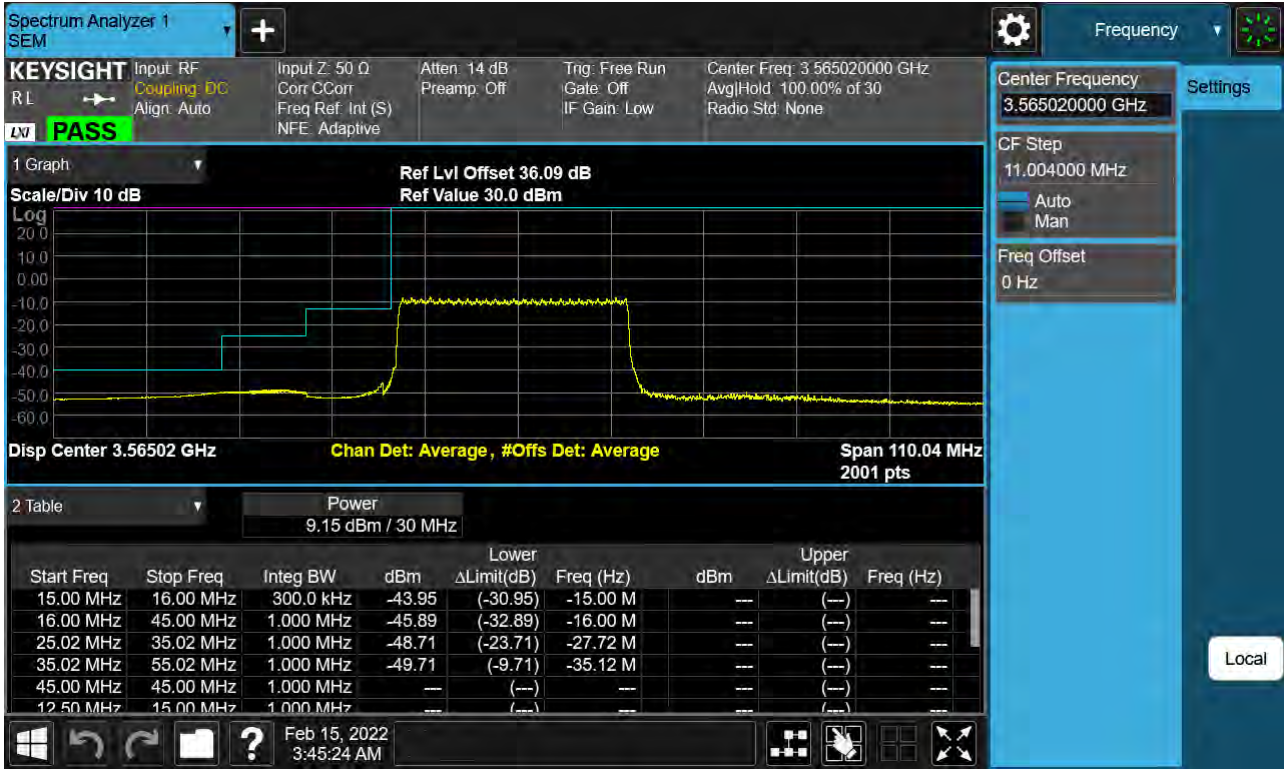 Spectrum Analyzer 1
SEM
Frequency
KEYSIGHT
R L
LXI
PASS
Input: RF
Coupling: DC
Align: Auto
Input Z: 50 Ω
Corr CCorr
Freq Ref: Int (S)
NFE: Adaptive
Atten: 14 dB
Preamp: Off
Trig: Free Run
Gate: Off
IF Gain: Low
Center Freq: 3.565020000 GHz
Avg|Hold: 100.00% of 30
Radio Std: None
Center Frequency
3.565020000 GHz
Settings
CF Step
11.004000 MHz
Auto
Man
Freq Offset
0 Hz
Local
1 Graph
Scale/Div 10 dB
Ref Lvl Offset 36.09 dB
Ref Value 30.0 dBm
Log
20.0
10.0
0.00
-10.0
-20.0
-30.0
-40.0
-50.0
-60.0
Disp Center 3.56502 GHz
Chan Det: Average , #Offs Det: Average
Span 110.04 MHz
2001 pts
2 Table
Power
9.15 dBm / 30 MHz
Lower Upper
Start Freq Stop Freq Integ BW dBm ΔLimit(dB) Freq (Hz) dBm ΔLimit(dB) Freq (Hz)
15.00 MHz 16.00 MHz 300.0 kHz -43.95 (-30.95) -15.00 M --- (---) ---
16.00 MHz 45.00 MHz 1.000 MHz -45.89 (-32.89) -16.00 M --- (---) ---
25.02 MHz 35.02 MHz 1.000 MHz -48.71 (-23.71) -27.72 M --- (---) ---
35.02 MHz 55.02 MHz 1.000 MHz -49.71 (-9.71) -35.12 M --- (---) ---
45.00 MHz 45.00 MHz 1.000 MHz --- (---) --- --- (---) ---
12.50 MHz 15.00 MHz 1.000 MHz --- (---) --- --- (---) ---
?
Feb 15, 2022
3:45:24 AM